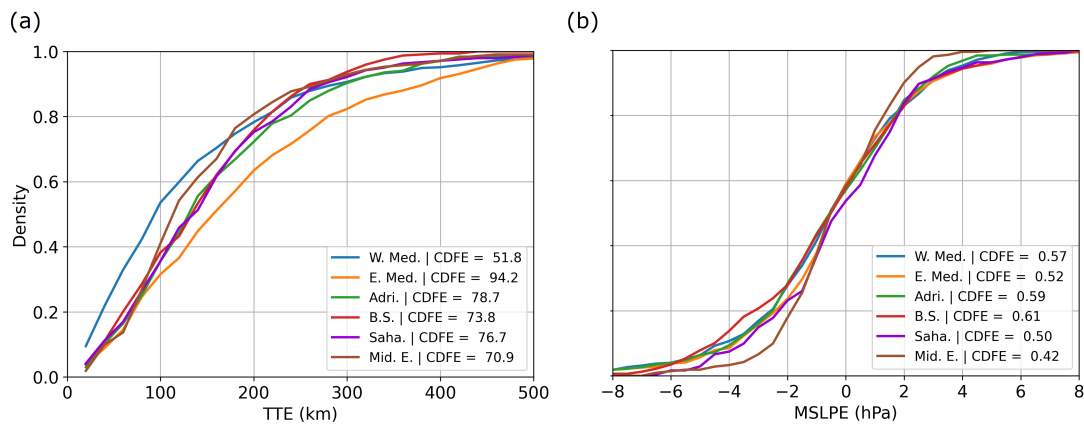 (a)
(b)
Density
1.0
0.8
0.6
0.4
0.2
0.0
W. Med. | CDFE = 51.8
E. Med. | CDFE = 94.2
Adri. | CDFE = 78.7
B.S. | CDFE = 73.8
Saha. | CDFE = 76.7
Mid. E. | CDFE = 70.9
0 100 200 300 400 500
TTE (km)
W. Med. | CDFE = 0.57
E. Med. | CDFE = 0.52
Adri. | CDFE = 0.59
B.S. | CDFE = 0.61
Saha. | CDFE = 0.50
Mid. E. | CDFE = 0.42
−8 −6 −4 −2 0 2 4 6 8
MSLPE (hPa)